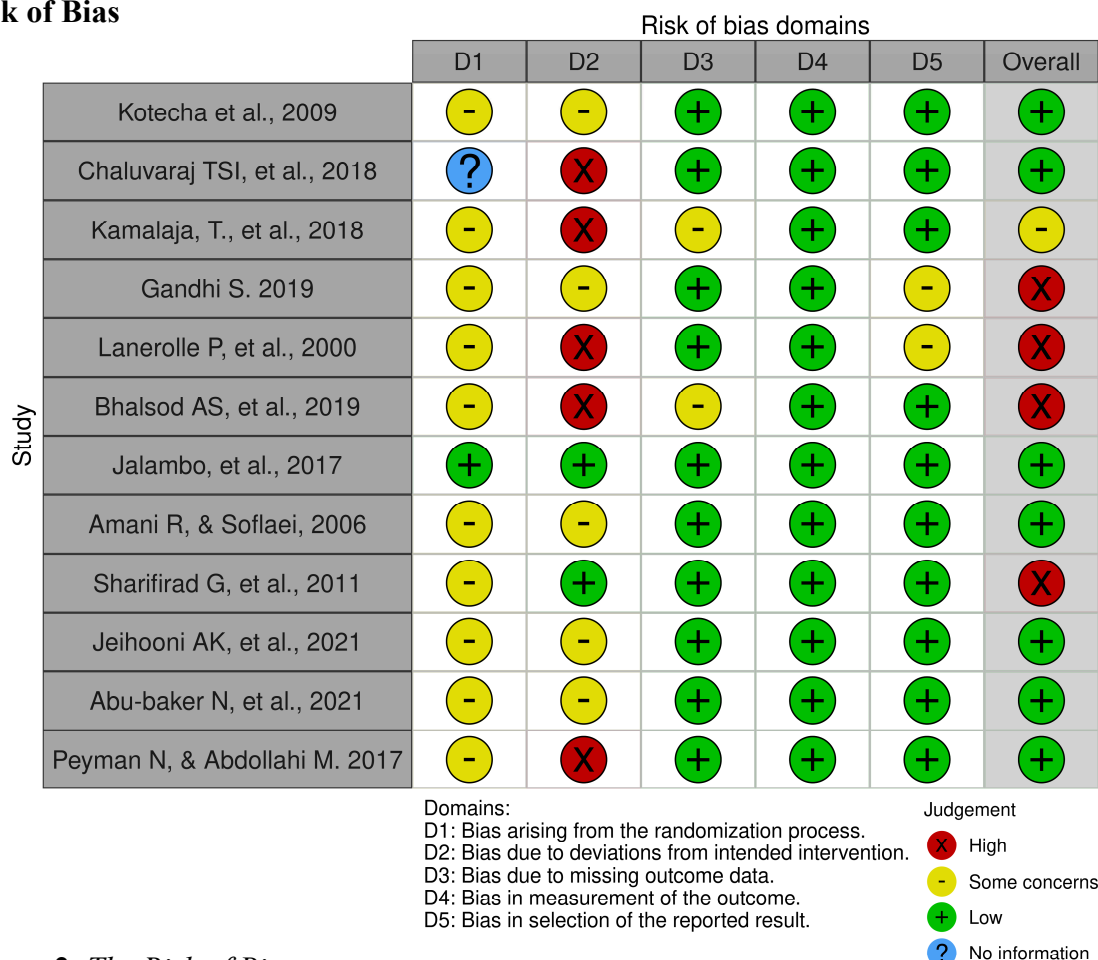 k of Bias
Risk of bias domains
D1 D2 D3 D4 D5 Overall
Kotecha et al., 2009 - - + + + +
Chaluvaraj TSI, et al., 2018 ? X + + + +
Kamalaja, T., et al., 2018 - X - + + -
Gandhi S. 2019 - - + + - X
Lanerolle P, et al., 2000 - X + + - X
Bhalsod AS, et al., 2019 - X - + + X
Jalambo, et al., 2017 + + + + + +
Amani R, & Soflaei, 2006 - - + + + +
Sharifirad G, et al., 2011 - + + + + X
Jeihooni AK, et al., 2021 - - + + + +
Abu-baker N, et al., 2021 - - + + + +
Peyman N, & Abdollahi M. 2017 - X + + + +
Study
Domains:
D1: Bias arising from the randomization process.
D2: Bias due to deviations from intended intervention.
D3: Bias due to missing outcome data.
D4: Bias in measurement of the outcome.
D5: Bias in selection of the reported result.
Judgement
X High
- Some concerns
+ Low
? No information